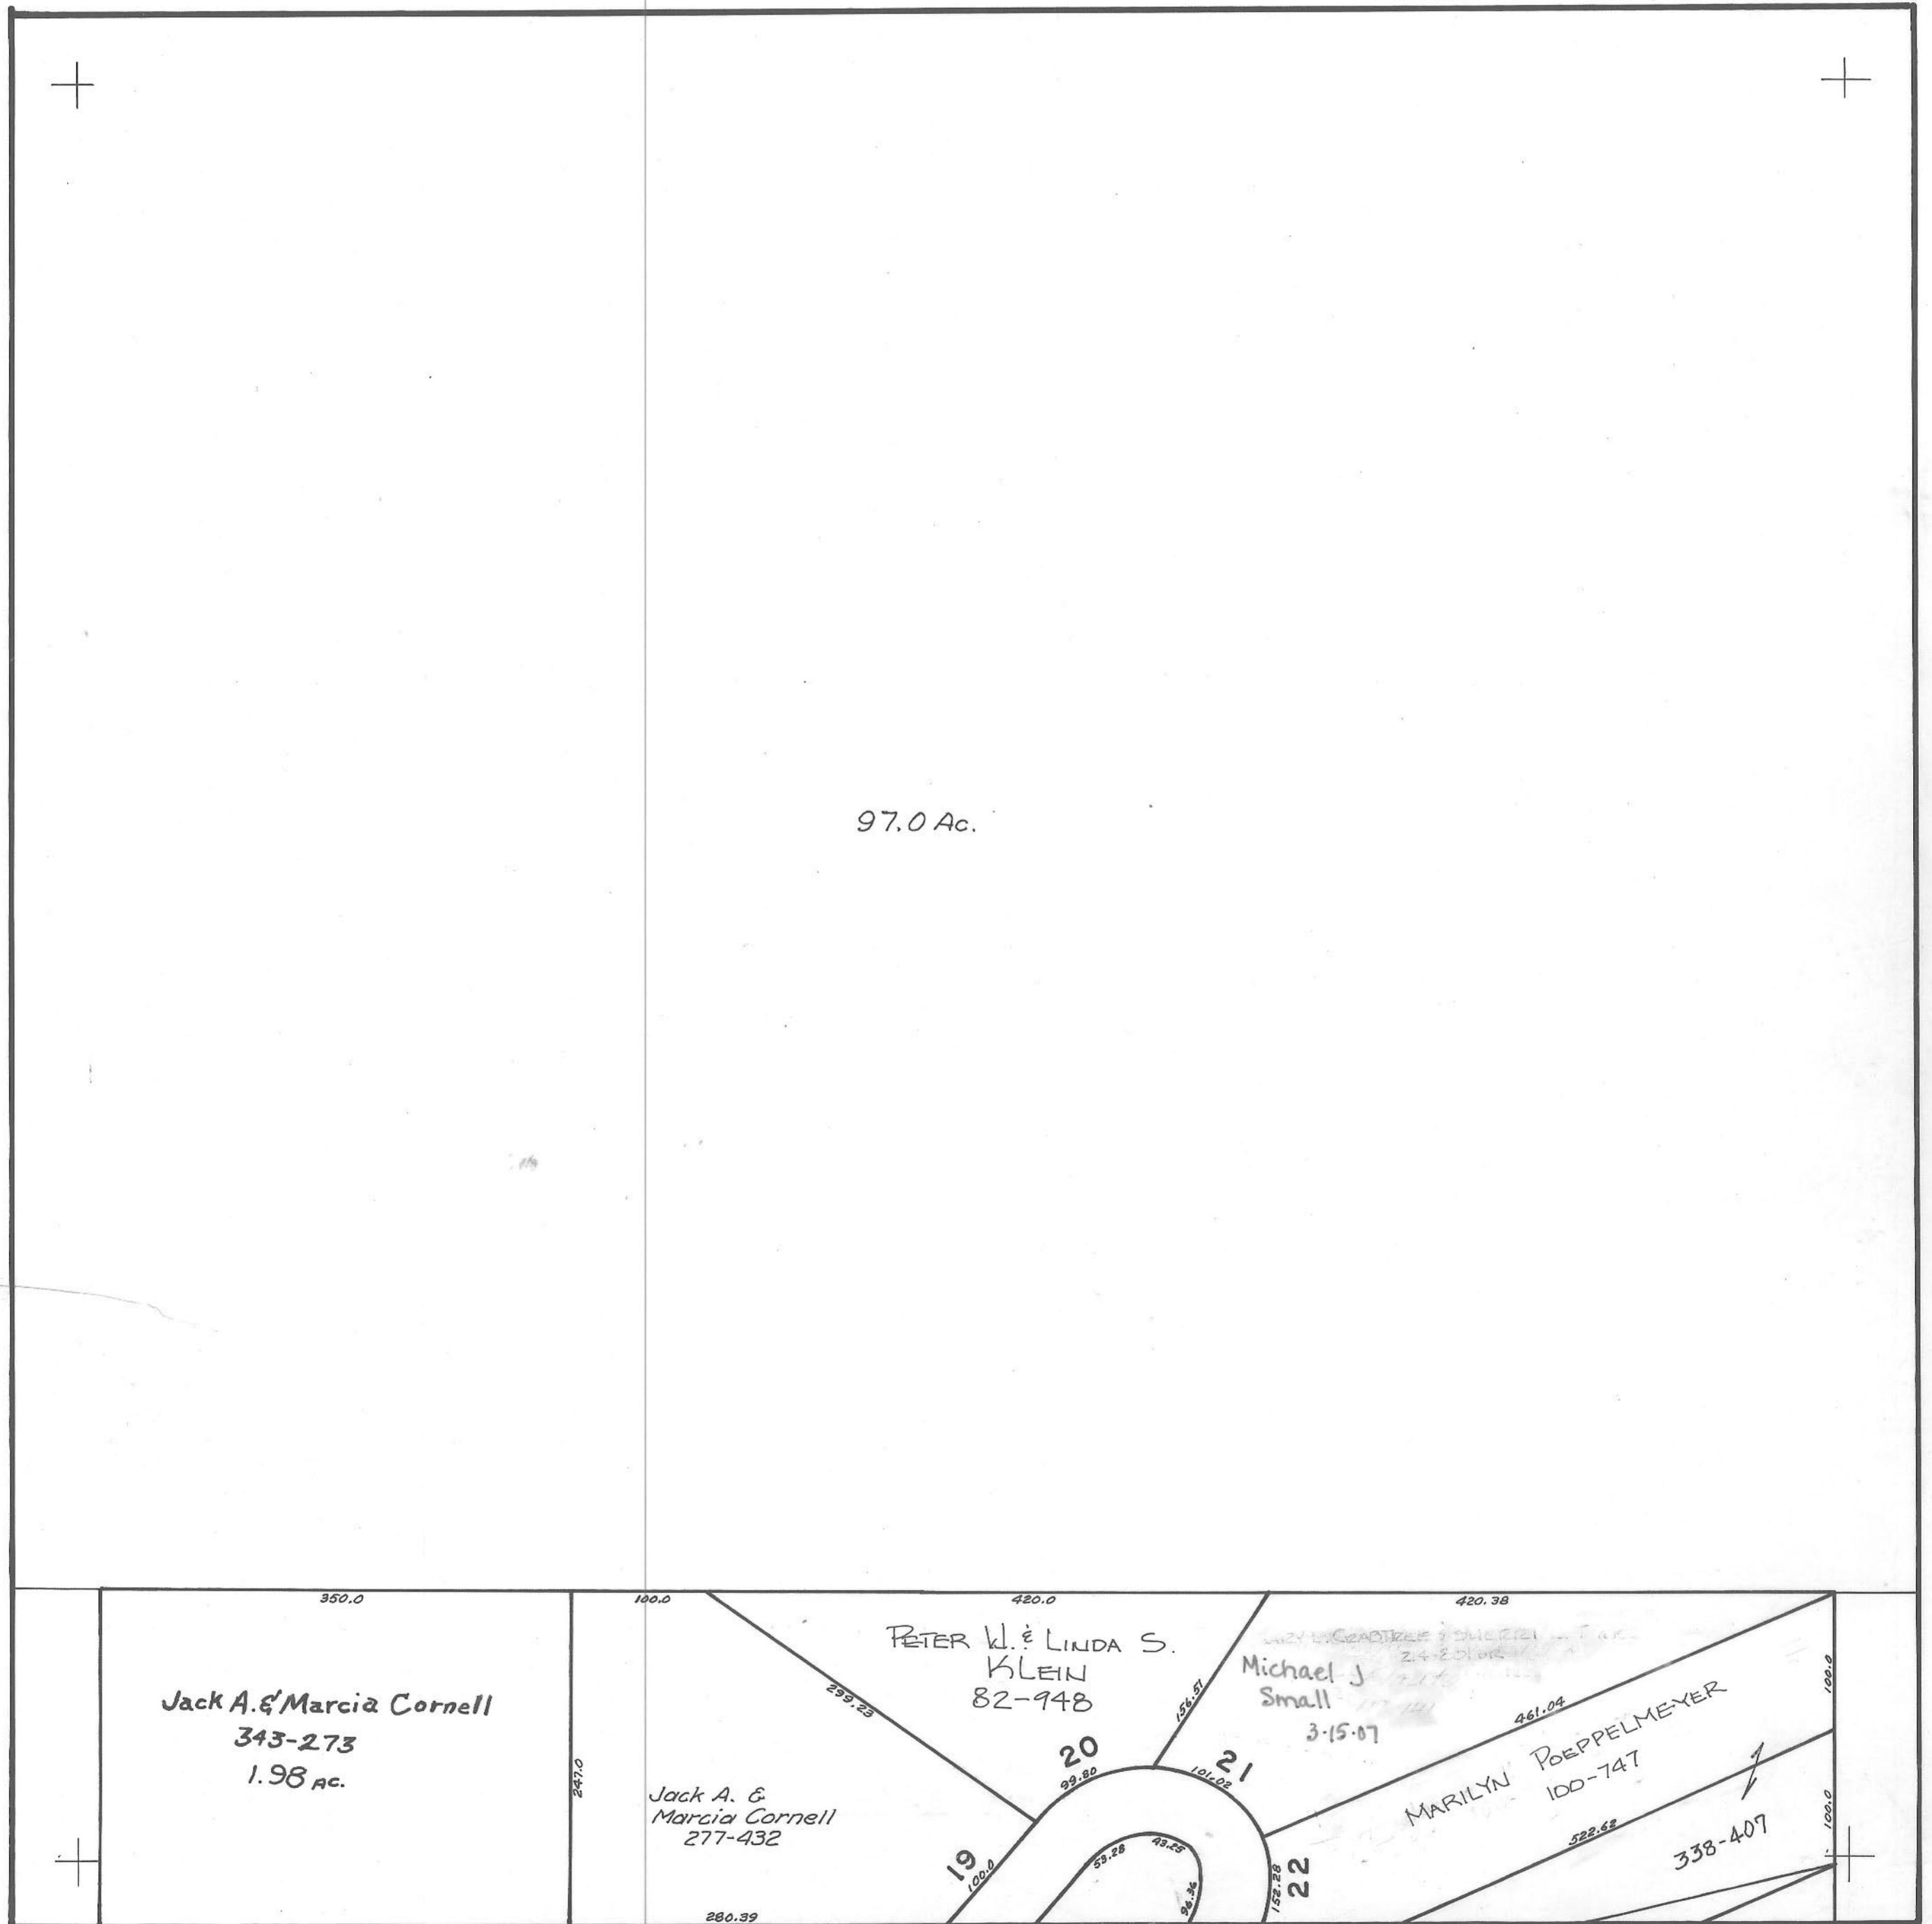 97.0 Ac.
350.0
100.0
420.0
420.38
PETER W. & LINDA S.
KLEIN
82-948
CRABTREE &
Michael J
Small
3-15-07
299.23
156.51
461.04
100.0
Jack A. & Marcia Cornell
343-273
1.98 AC.
247.0
MARILYN POEPPELMEYER
100-747
20
99.80
21
101.02
Jack A. &
Marcia Cornell
277-432
522.62
338-407
100.0
19
100.0
53.28
43.25
96.36
152.28
22
280.39